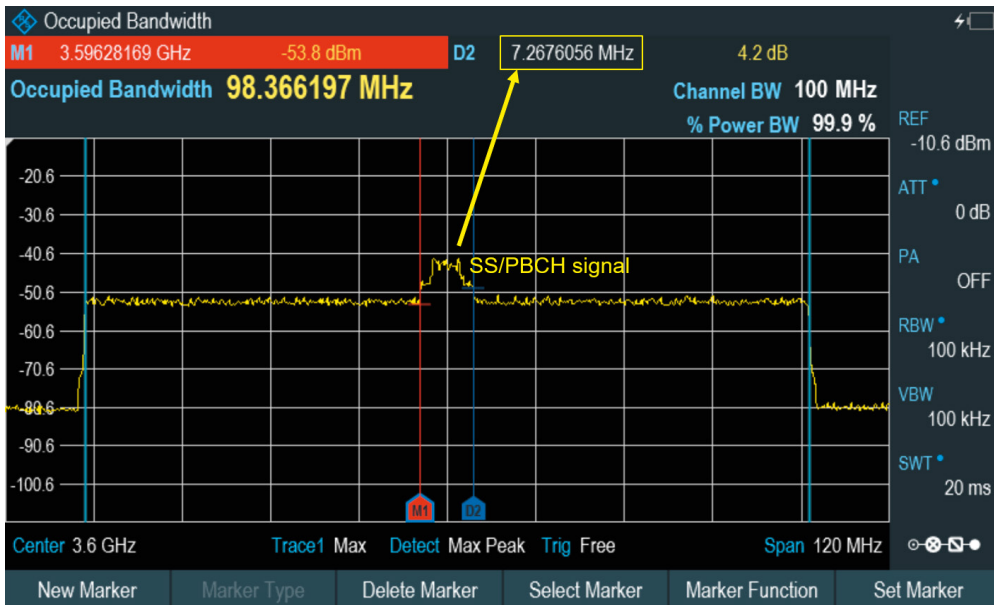 Occupied Bandwidth
M1 3.59628169 GHz -53.8 dBm D2 7.2676056 MHz 4.2 dB
Occupied Bandwidth 98.366197 MHz Channel BW 100 MHz
% Power BW 99.9 %
REF
-10.6 dBm
ATT
0 dB
PA
OFF
RBW
100 kHz
VBW
100 kHz
SWT
20 ms
-20.6
-30.6
-40.6
SS/PBCH signal
-50.6
-60.6
-70.6
-80.6
-90.6
-100.6
M1 D2
Center 3.6 GHz Trace1 Max Detect Max Peak Trig Free Span 120 MHz
New Marker Marker Type Delete Marker Select Marker Marker Function Set Marker